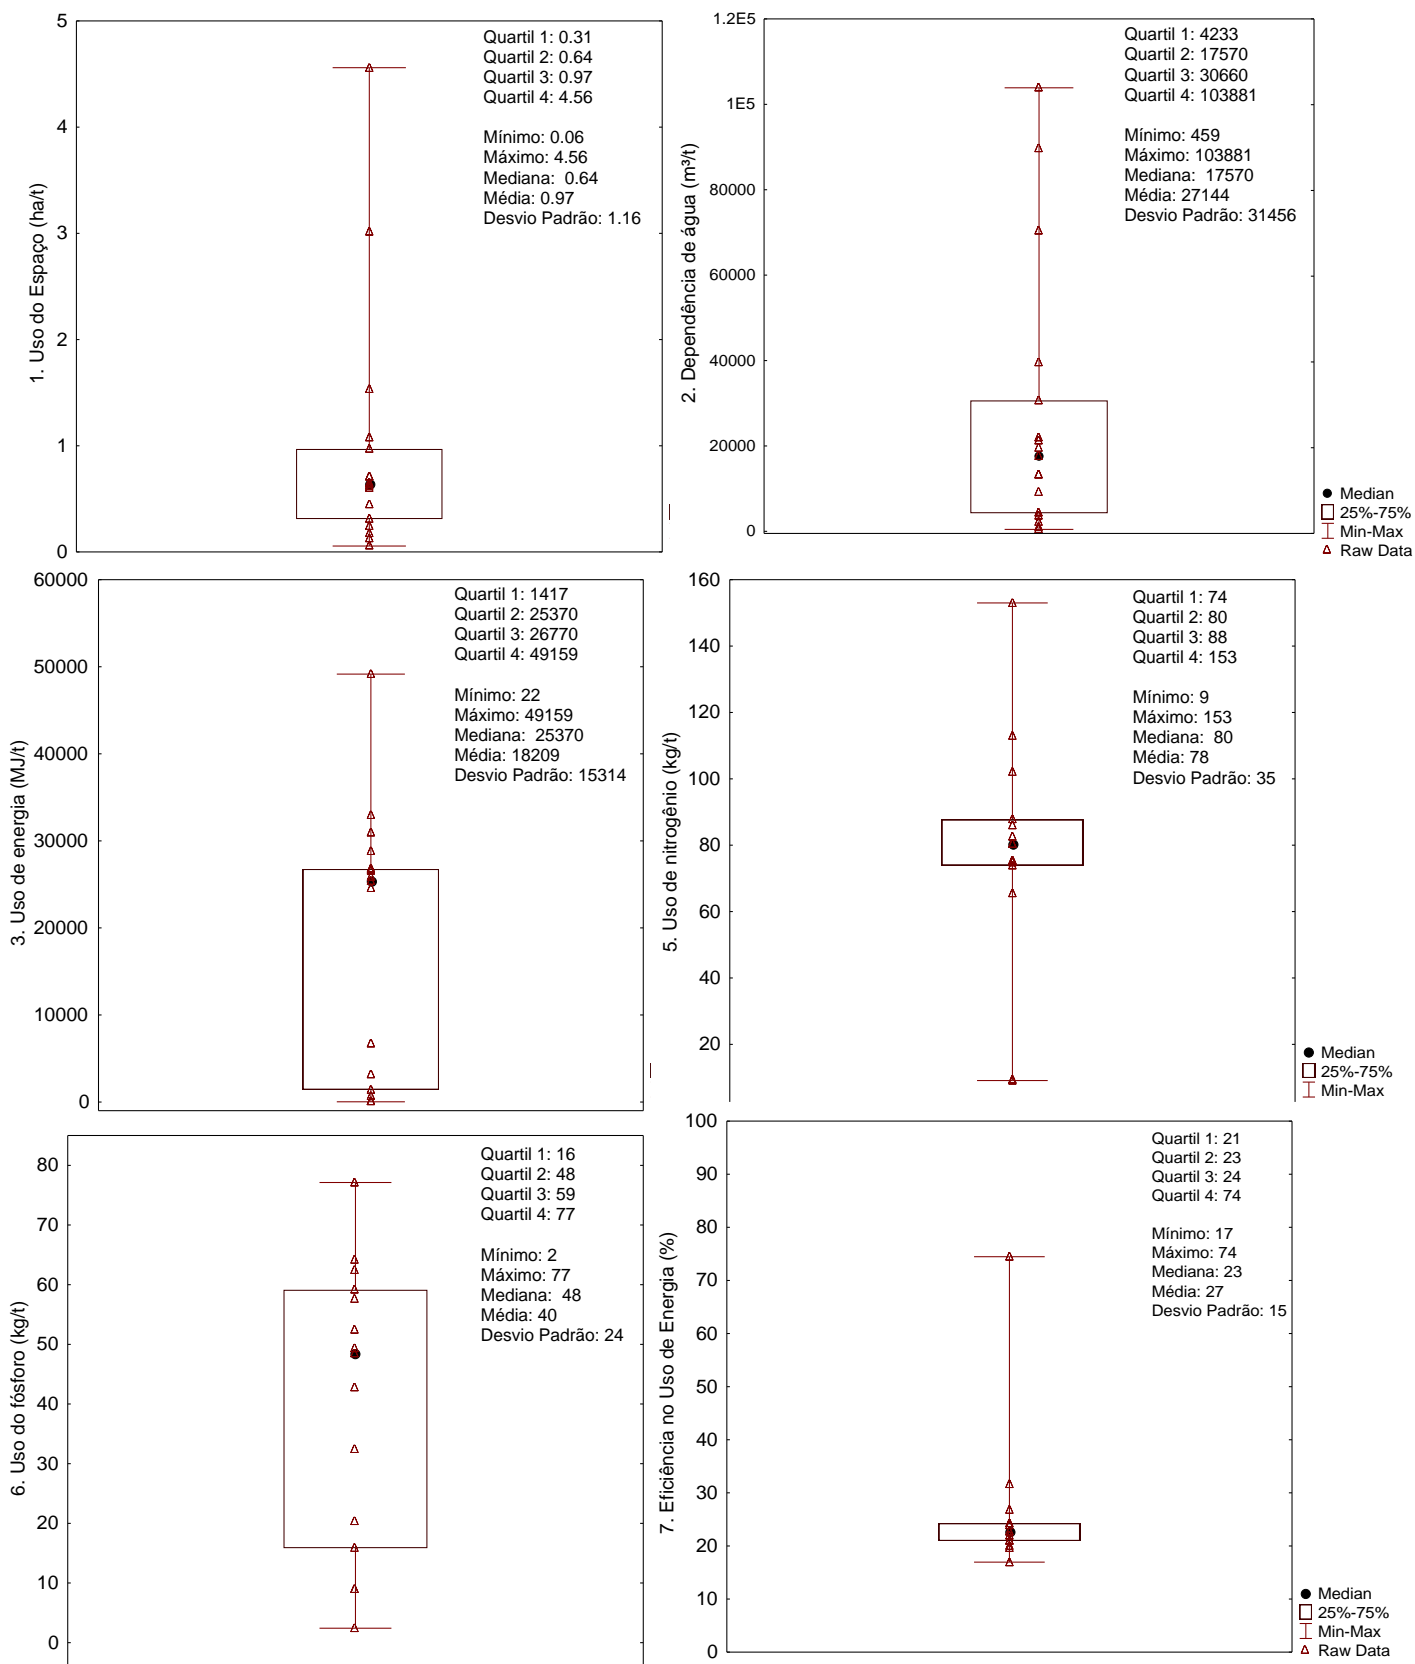 1. Uso do Espaço (ha/t)
5
4
3
2
1
0
Quartil 1: 0.31
Quartil 2: 0.64
Quartil 3: 0.97
Quartil 4: 4.56
Mínimo: 0.06
Máximo: 4.56
Mediana:  0.64
Média: 0.97
Desvio Padrão: 1.16
2. Dependência de água (m³/t)
1.2E5
1E5
80000
60000
40000
20000
0
Quartil 1: 4233
Quartil 2: 17570
Quartil 3: 30660
Quartil 4: 103881
Mínimo: 459
Máximo: 103881
Mediana:  17570
Média: 27144
Desvio Padrão: 31456
Median
25%-75%
Min-Max
Raw Data
3. Uso de energia (MJ/t)
60000
50000
40000
30000
20000
10000
0
Quartil 1: 1417
Quartil 2: 25370
Quartil 3: 26770
Quartil 4: 49159
Mínimo: 22
Máximo: 49159
Mediana:  25370
Média: 18209
Desvio Padrão: 15314
5. Uso de nitrogênio (kg/t)
160
140
120
100
80
60
40
20
Quartil 1: 74
Quartil 2: 80
Quartil 3: 88
Quartil 4: 153
Mínimo: 9
Máximo: 153
Mediana:  80
Média: 78
Desvio Padrão: 35
Median
25%-75%
Min-Max
6. Uso do fósforo (kg/t)
80
70
60
50
40
30
20
10
0
Quartil 1: 16
Quartil 2: 48
Quartil 3: 59
Quartil 4: 77
Mínimo: 2
Máximo: 77
Mediana:  48
Média: 40
Desvio Padrão: 24
7. Eficiência no Uso de Energia (%)
100
90
80
70
60
50
40
30
20
10
0
Quartil 1: 21
Quartil 2: 23
Quartil 3: 24
Quartil 4: 74
Mínimo: 17
Máximo: 74
Mediana: 23
Média: 27
Desvio Padrão: 15
Median
25%-75%
Min-Max
Raw Data